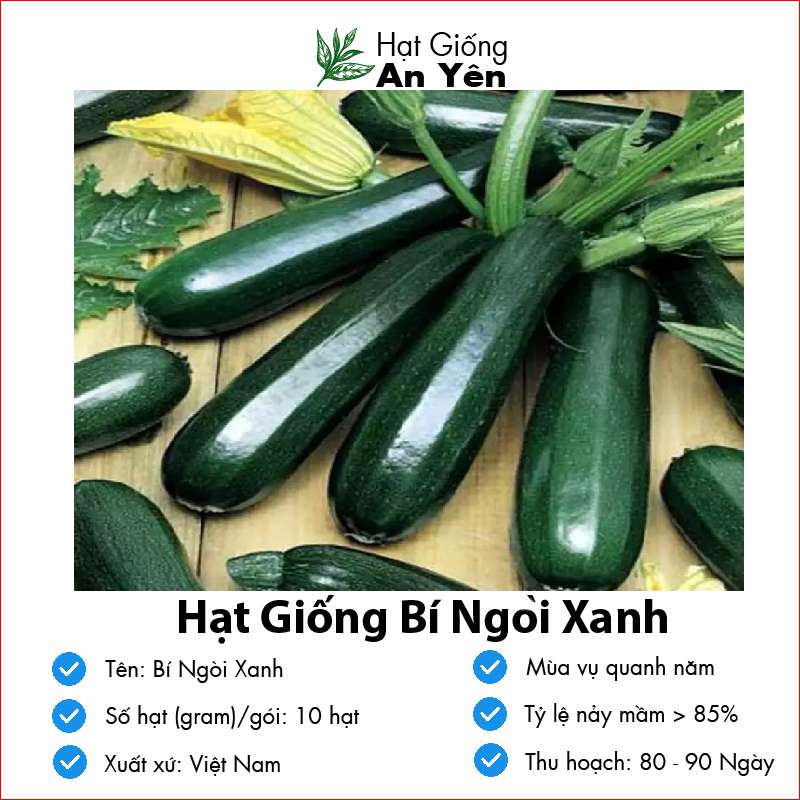 Hạt Giống
An Yên
Hạt Giống Bí Ngòi Xanh
Tên: Bí Ngòi Xanh
Số hạt (gram)/gói: 10 hạt
Xuất xứ: Việt Nam
Mùa vụ quanh năm
Tỷ lệ nảy mầm > 85%
Thu hoạch: 80 - 90 Ngày